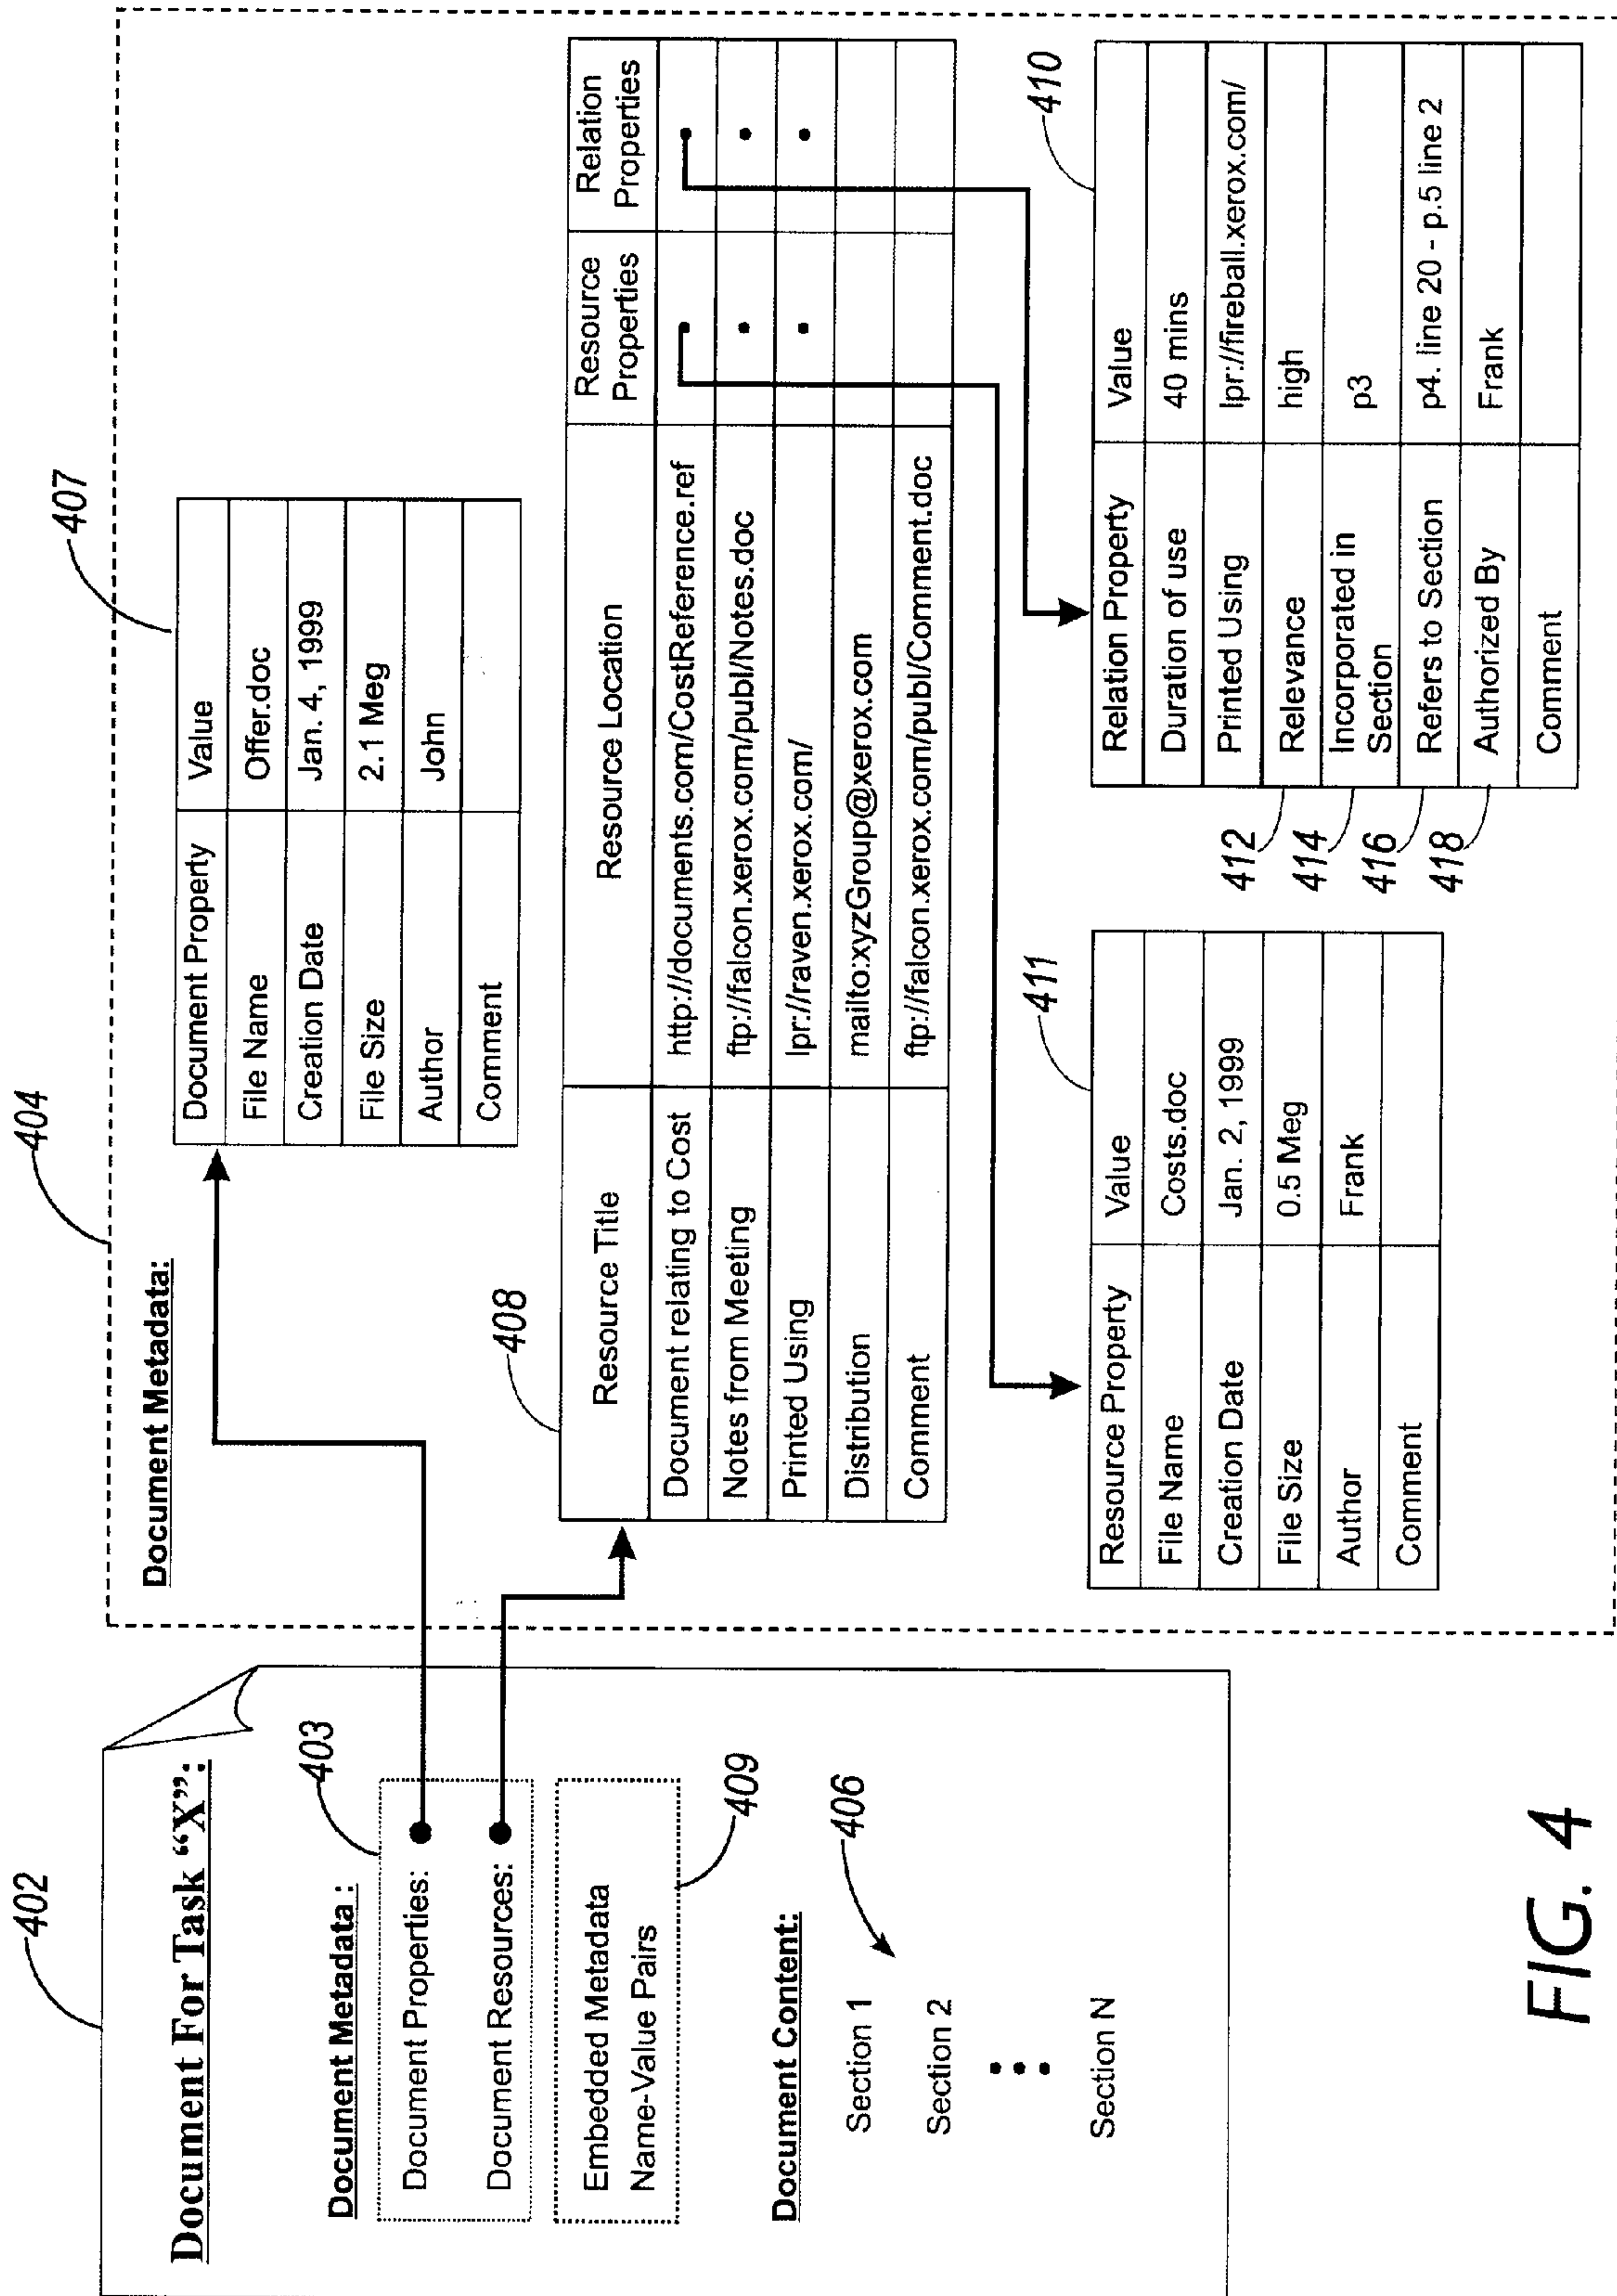 402
Document For Task “X”:
Document Metadata :
403
Document Properties:
Document Resources:
Embedded Metadata
Name-Value Pairs
409
Document Content:
406
Section 1
Section 2
Section N
404
Document Metadata:
407
Document Property Value
File Name Offer.doc
Creation Date Jan. 4, 1999
File Size 2.1 Meg
Author John
Comment
408
Resource Title Resource Location Resource Properties Relation Properties
Document relating to Cost http://documents.com/CostReference.ref
Notes from Meeting ftp://falcon.xerox.com/publ/Notes.doc
Printed Using lpr://raven.xerox.com/
Distribution mailto:xyzGroup@xerox.com
Comment ftp://falcon.xerox.com/publ/Comment.doc
411
Resource Property Value
File Name Costs.doc
Creation Date Jan. 2, 1999
File Size 0.5 Meg
Author Frank
Comment
410
Relation Property Value
Duration of use 40 mins
Printed Using lpr://fireball.xerox.com/
412 Relevance high
414 Incorporated in Section p3
416 Refers to Section p4. line 20 - p.5 line 2
418 Authorized By Frank
Comment
FIG. 4